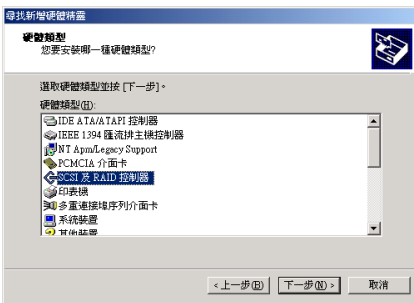 尋找新增硬體精靈
硬體類型
您要安裝哪一種硬體類型?
選取硬體類型並按 [下一步]。
硬體類型(H):
IDE ATA/ATAPI 控制器
IEEE 1394 匯流排主機控制器
NT Apm/Legacy Support
PCMCIA 介面卡
SCSI 及 RAID 控制器
印表機
多重連接埠序列介面卡
系統裝置
其他裝置
<上一步(B)
下一步(N) >
取消